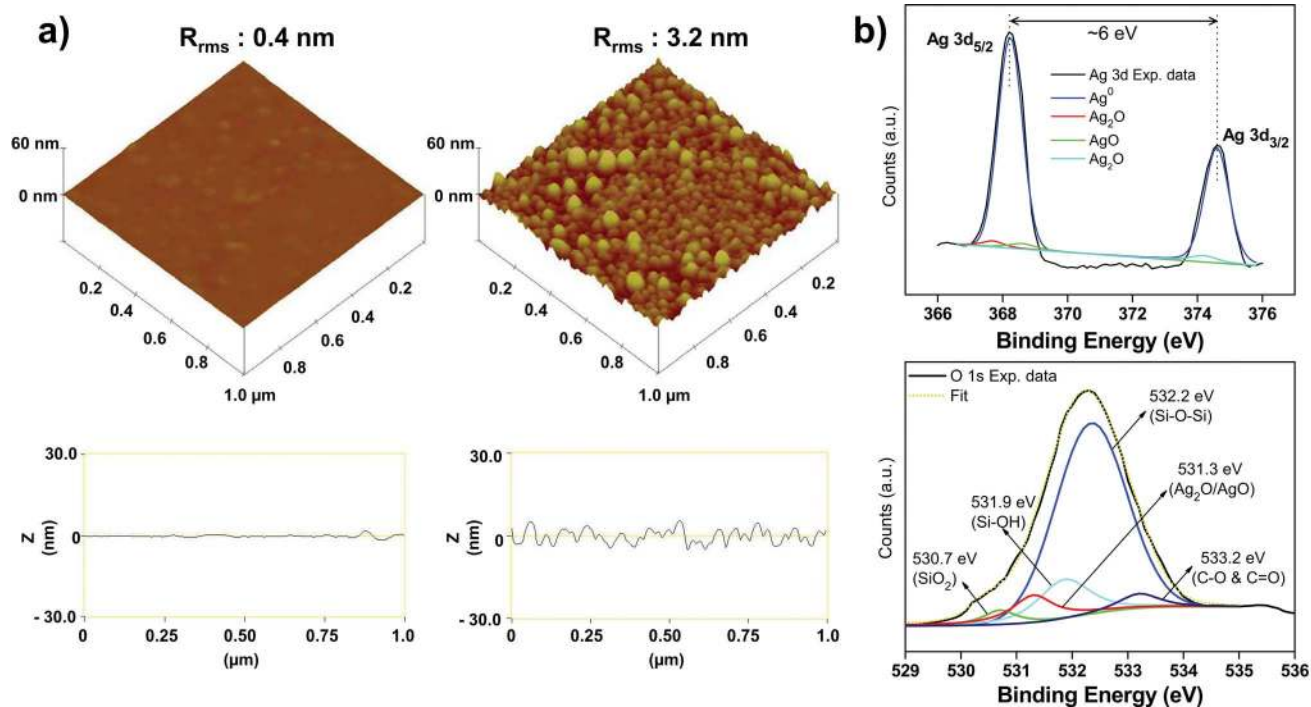 a)
R_rms : 0.4 nm
60 nm
0 nm
0.2
0.4
0.6
0.8
1.0 µm
0.8
0.6
0.4
0.2
R_rms : 3.2 nm
60 nm
0 nm
0.2
0.4
0.6
0.8
1.0 µm
0.8
0.6
0.4
0.2
30.0
0
- 30.0
Z
(nm)
0 0.25 0.50 0.75 1.0
(µm)
30.0
0
- 30.0
Z
(nm)
0 0.25 0.50 0.75 1.0
(µm)
b)
~6 eV
Ag 3d5/2
Ag 3d Exp. data
Ag⁰
Ag₂O
AgO
Ag₂O
Ag 3d3/2
Counts (a.u.)
366 368 370 372 374 376
Binding Energy (eV)
O 1s Exp. data
Fit
532.2 eV
(Si-O-Si)
531.3 eV
(Ag₂O/AgO)
531.9 eV
(Si-OH)
530.7 eV
(SiO₂)
533.2 eV
(C-O & C=O)
Counts (a.u.)
529 530 531 532 533 534 535 536
Binding Energy (eV)